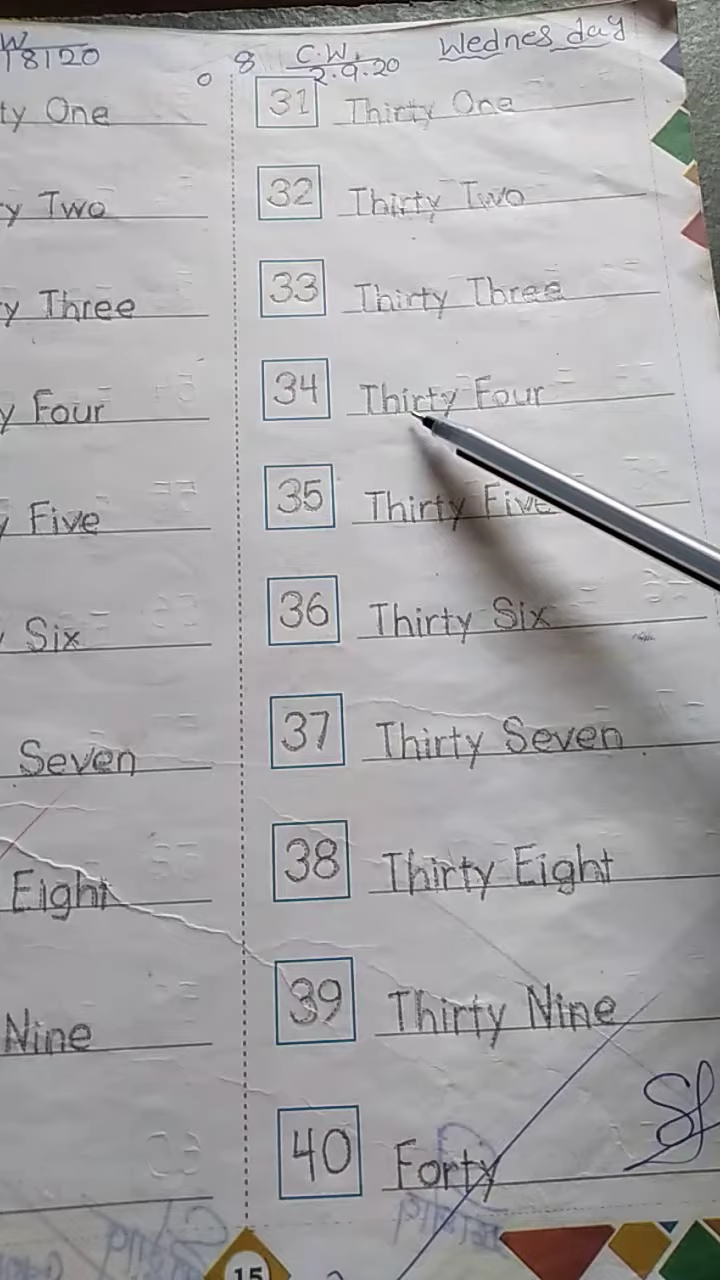 W
18120
ty One
y Two
y Three
y Four
y Five
Six
Seven
Eight
Nine
8 C.W. Wednesday
2.9.20
31 Thirty One
32 Thirty Two
33 Thirty Three
34 Thirty Four
35 Thirty Five
36 Thirty Six
37 Thirty Seven
38 Thirty Eight
39 Thirty Nine
40 Forty
15